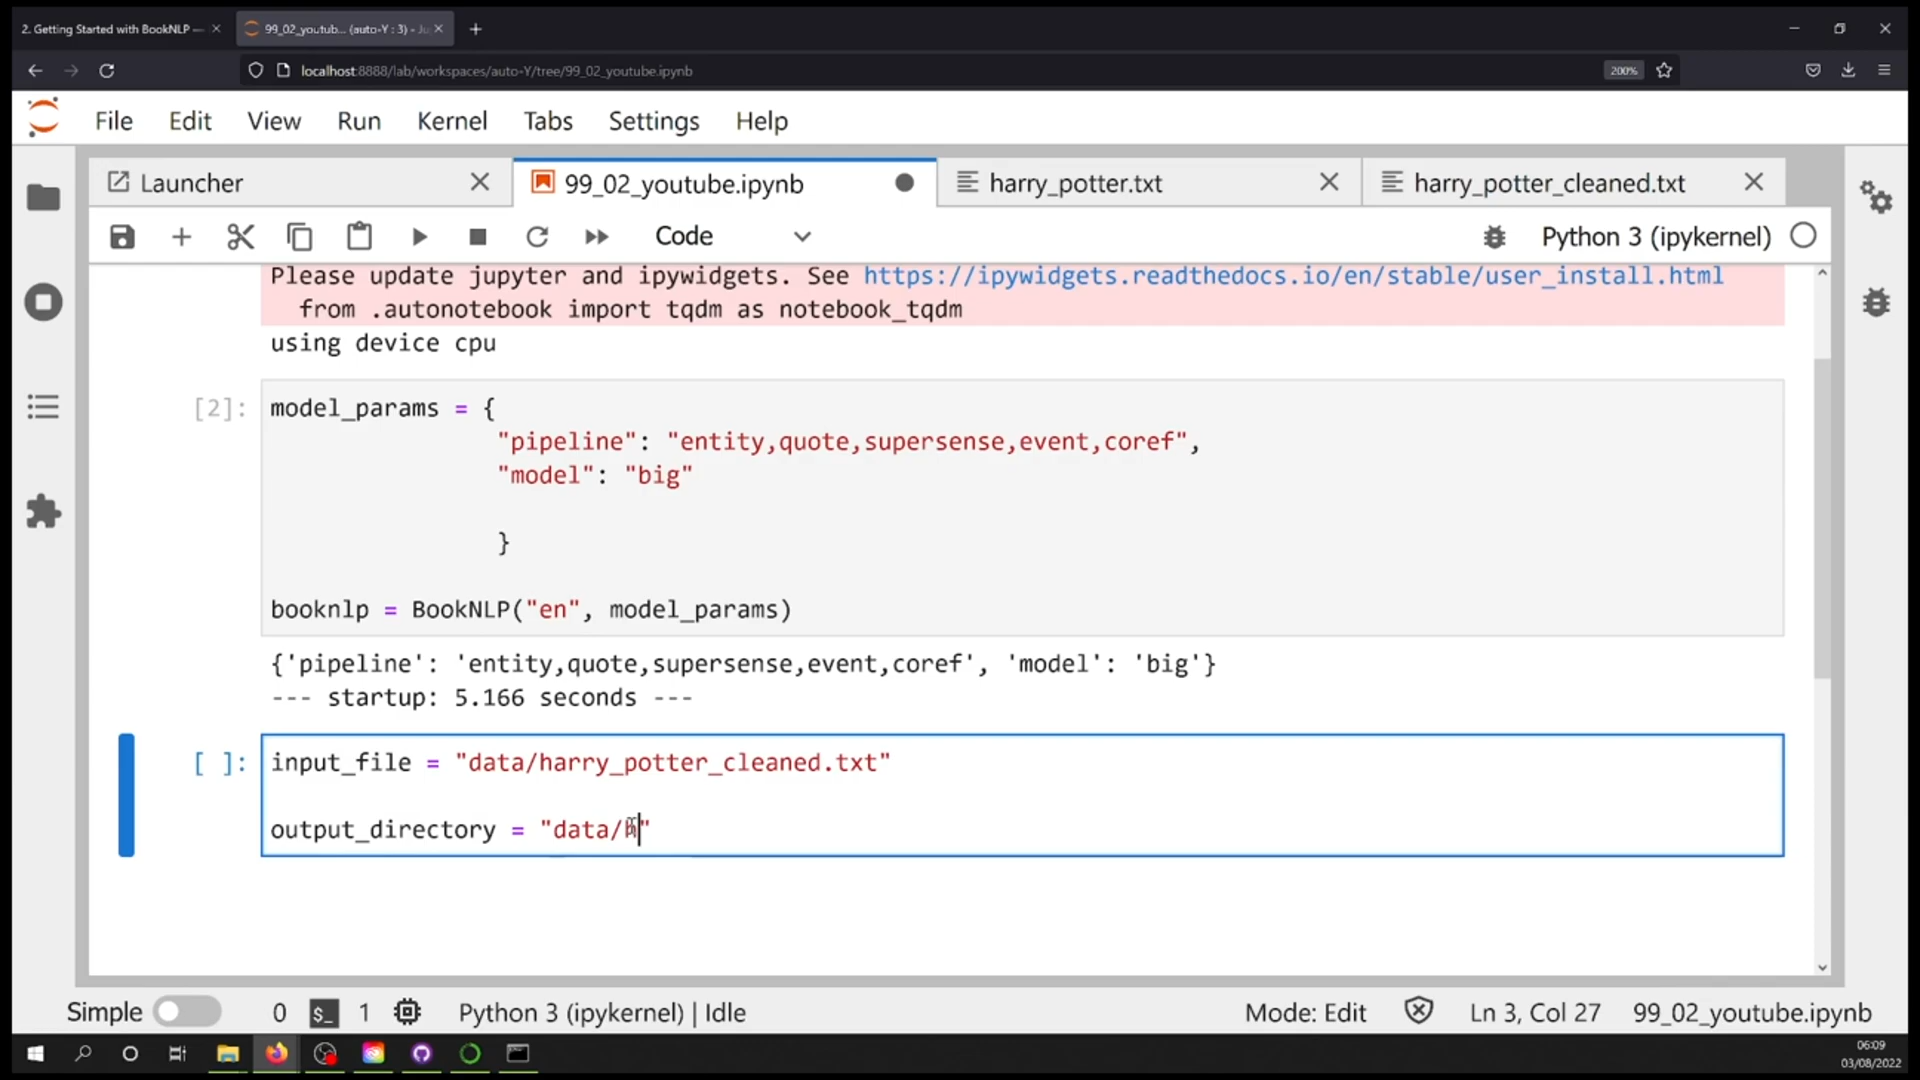 2. Getting Started with BookNLP —
99_02_youtub... (auto-Y : 3) - Ju
localhost:8888/lab/workspaces/auto-Y/tree/99_02_youtube.ipynb
200%
File Edit View Run Kernel Tabs Settings Help
Launcher
99_02_youtube.ipynb
harry_potter.txt
harry_potter_cleaned.txt
Code
Python 3 (ipykernel)
Please update jupyter and ipywidgets. See https://ipywidgets.readthedocs.io/en/stable/user_install.html
from .autonotebook import tqdm as notebook_tqdm
using device cpu
[2]:
model_params = {
"pipeline": "entity,quote,supersense,event,coref",
"model": "big"
}
booknlp = BookNLP("en", model_params)
{'pipeline': 'entity,quote,supersense,event,coref', 'model': 'big'}
--- startup: 5.166 seconds ---
[ ]:
input_file = "data/harry_potter_cleaned.txt"
output_directory = "data/h"
Simple 0 $_ 1 Python 3 (ipykernel) | Idle Mode: Edit Ln 3, Col 27 99_02_youtube.ipynb
06:09
03/08/2022